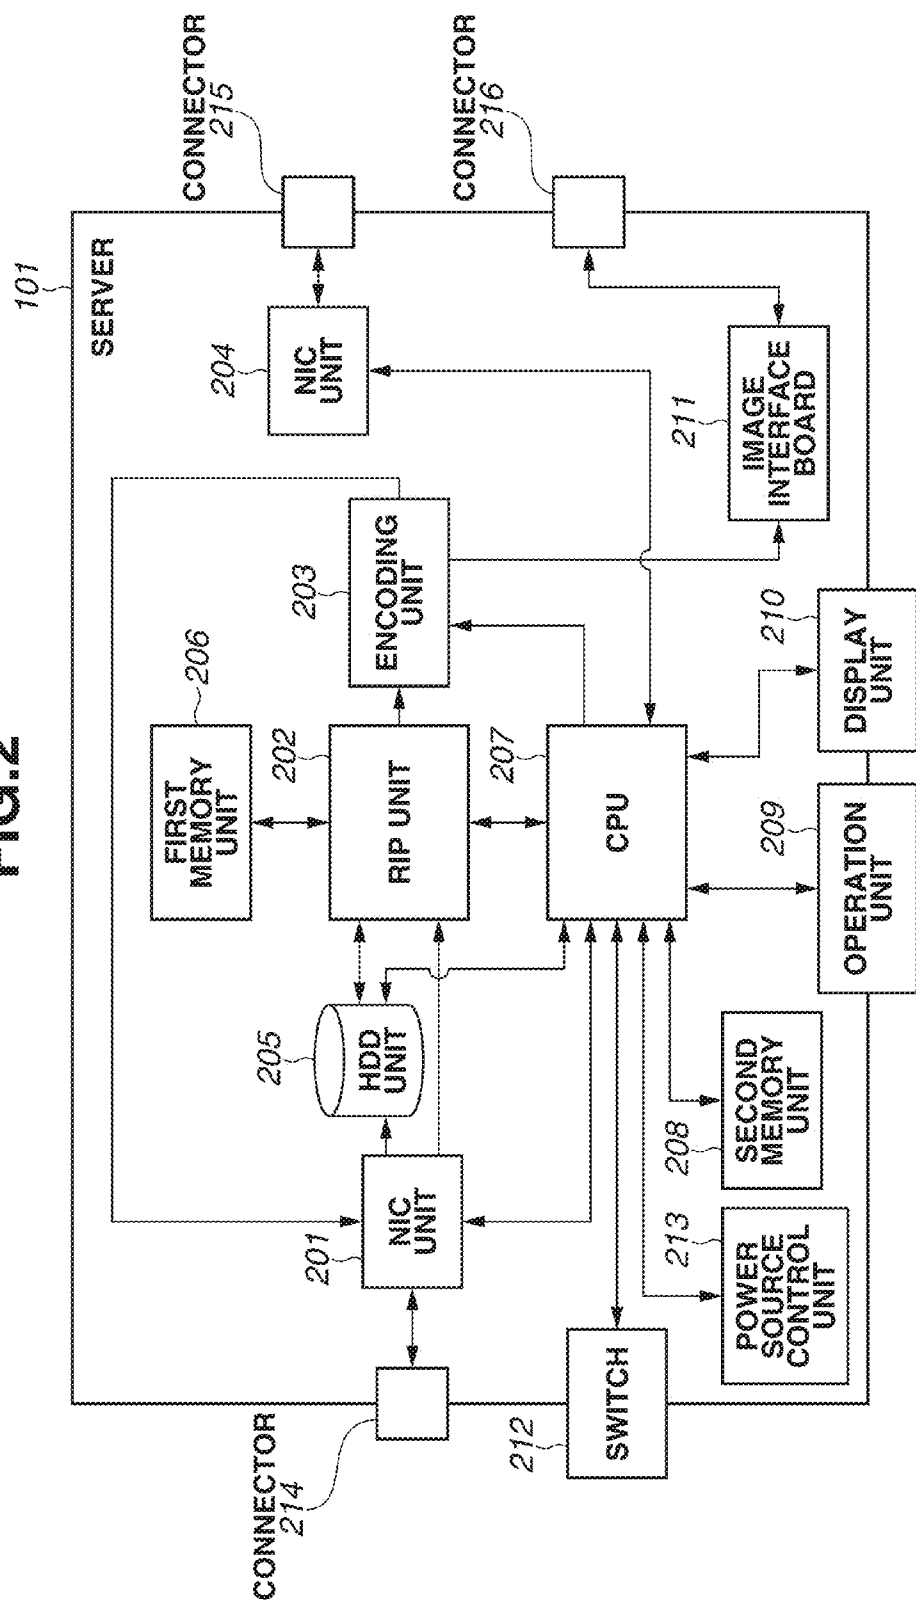 FIG.2
101
SERVER
CONNECTOR
214
CONNECTOR
215
CONNECTOR
216
201
NIC
UNIT
205
HDD
UNIT
206
FIRST
MEMORY
UNIT
202
RIP UNIT
203
ENCODING
UNIT
204
NIC
UNIT
212
SWITCH
207
CPU
213
POWER
SOURCE
CONTROL
UNIT
208
SECOND
MEMORY
UNIT
209
OPERATION
UNIT
210
DISPLAY
UNIT
211
IMAGE
INTERFACE
BOARD